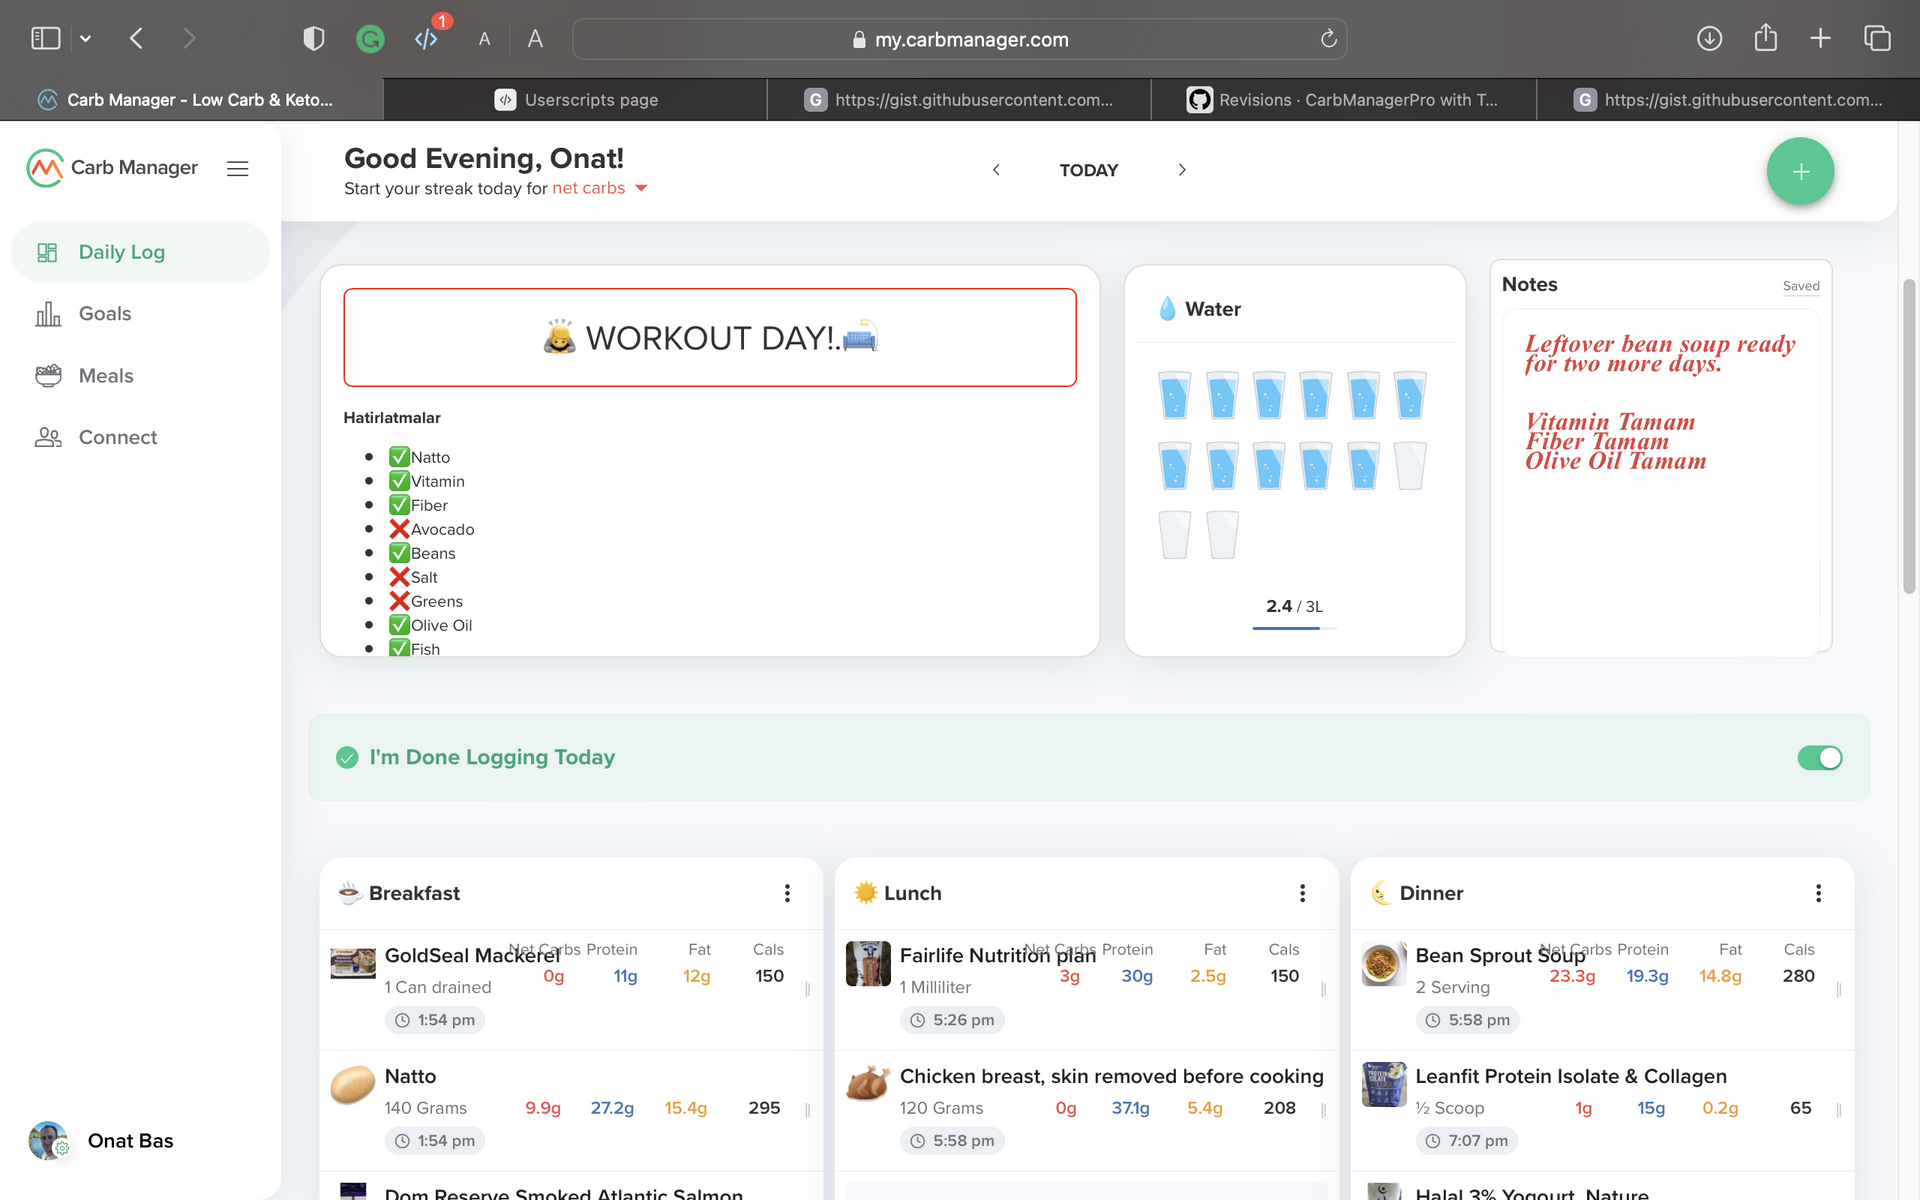 1
A
A
my.carbmanager.com
Carb Manager - Low Carb & Keto...
Userscripts page
G
https://gist.githubusercontent.com...
Revisions · CarbManagerPro with T...
G
https://gist.githubusercontent.com...
Carb Manager
Daily Log
Goals
Meals
Connect
Onat Bas
Good Evening, Onat!
Start your streak today for net carbs
TODAY
WORKOUT DAY!.
Hatirlatmalar
Natto
Vitamin
Fiber
Avocado
Beans
Salt
Greens
Olive Oil
Fish
Water
2.4 / 3L
Notes
Saved
Leftover bean soup ready
for two more days.
Vitamin Tamam
Fiber Tamam
Olive Oil Tamam
I'm Done Logging Today
Breakfast
Net Carbs Protein Fat Cals
GoldSeal Mackerel
0g 11g 12g 150
1 Can drained
1:54 pm
Natto
140 Grams 9.9g 27.2g 15.4g 295
1:54 pm
Dom Reserve Smoked Atlantic Salmon
Lunch
Net Carbs Protein Fat Cals
Fairlife Nutrition plan
3g 30g 2.5g 150
1 Milliliter
5:26 pm
Chicken breast, skin removed before cooking
120 Grams 0g 37.1g 5.4g 208
5:58 pm
Dinner
Net Carbs Protein Fat Cals
Bean Sprout Soup
23.3g 19.3g 14.8g 280
2 Serving
5:58 pm
Leanfit Protein Isolate & Collagen
½ Scoop 1g 15g 0.2g 65
7:07 pm
Halal 3% Yogourt, Nature